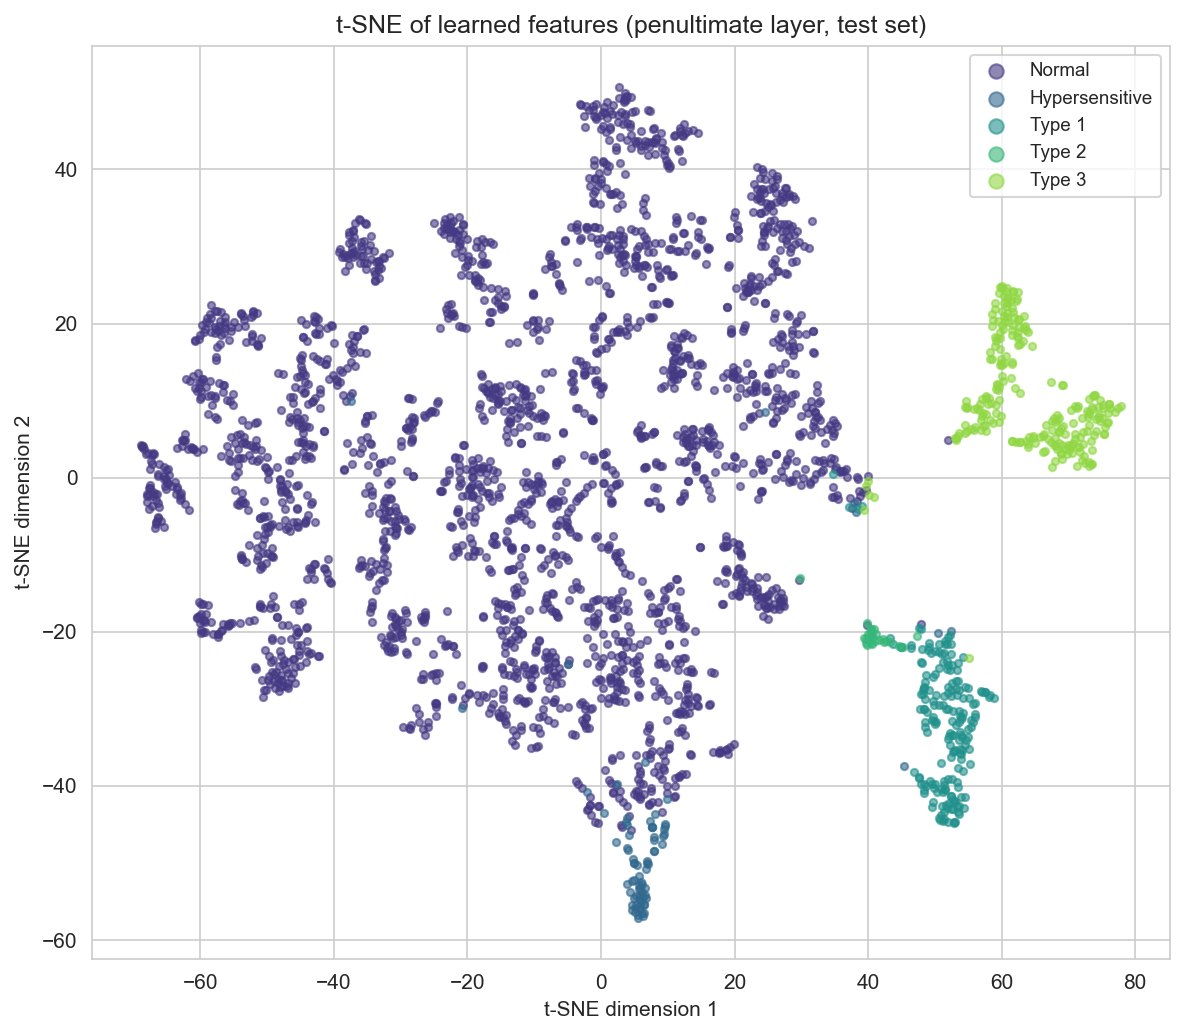 t-SNE of learned features (penultimate layer, test set)
Normal
Hypersensitive
Type 1
Type 2
Type 3
40
20
0
−20
−40
−60
t-SNE dimension 2
−60 −40 −20 0 20 40 60 80
t-SNE dimension 1